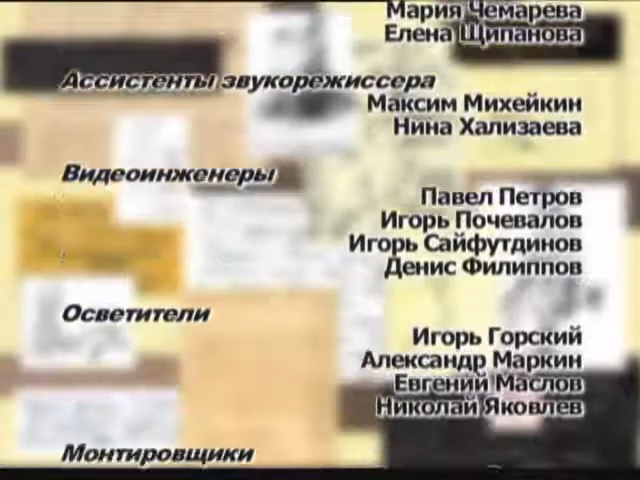 Мария Чемарева
Елена Щипанова
Ассистенты звукорежиссера
Максим Михейкин
Нина Хализаева
Видеоинженеры
Павел Петров
Игорь Почевалов
Игорь Сайфутдинов
Денис Филиппов
Осветители
Игорь Горский
Александр Маркин
Евгений Маслов
Николай Яковлев
Монтировщики